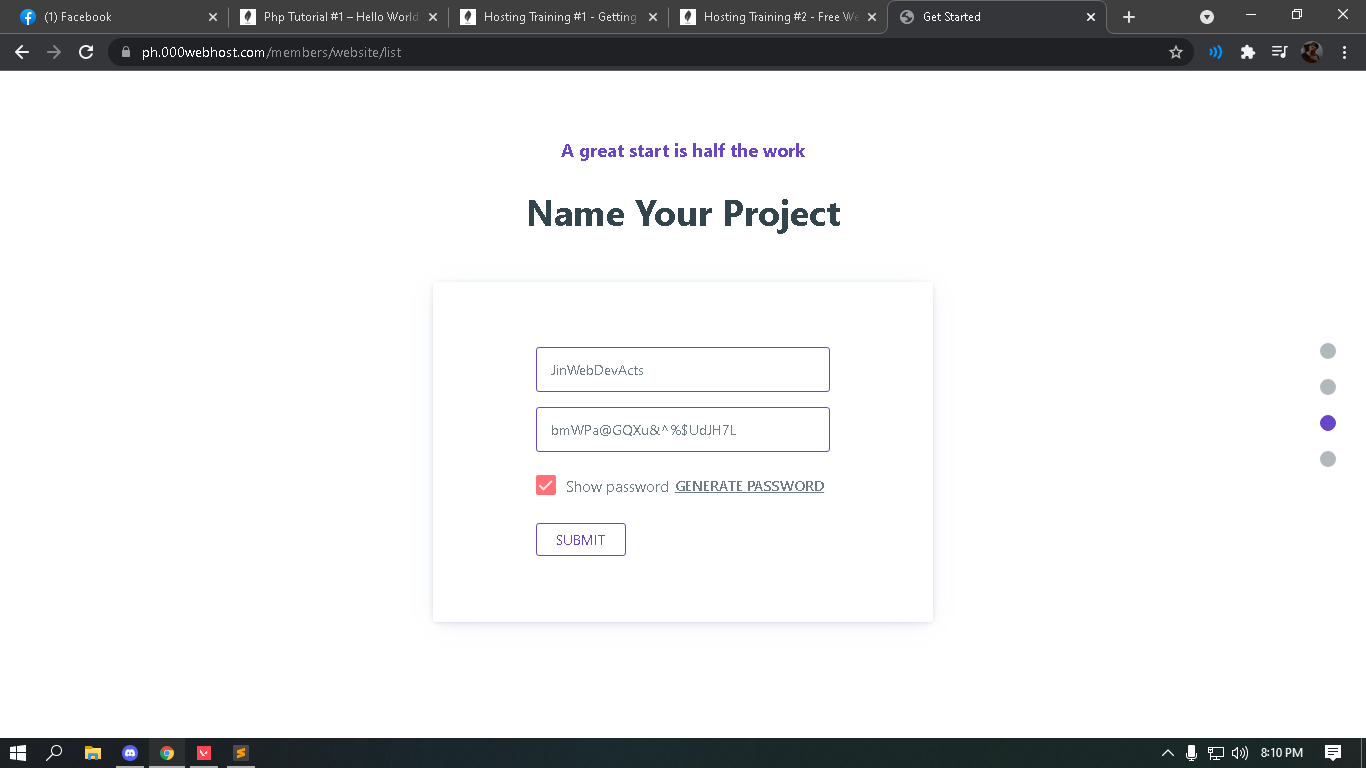 (1) Facebook
Php Tutorial #1 – Hello World
Hosting Training #1 - Getting
Hosting Training #2 - Free We
Get Started
ph.000webhost.com/members/website/list
A great start is half the work
Name Your Project
JinWebDevActs
bmWPa@GQXu&^%$UdJH7L
Show password GENERATE PASSWORD
SUBMIT
8:10 PM